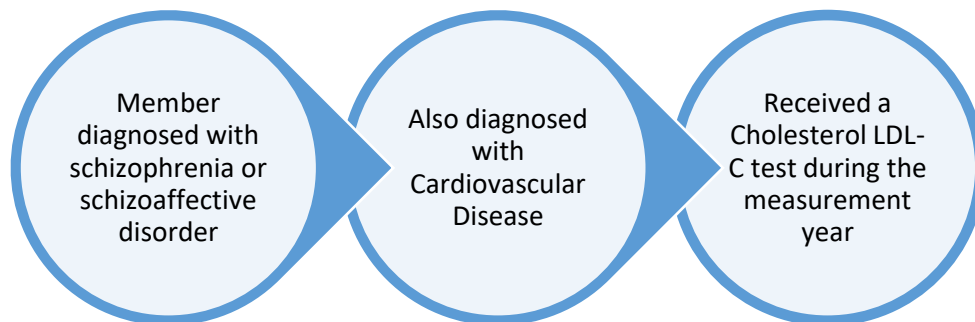 Member
diagnosed with
schizophrenia or
schizoaffective
disorder
Also diagnosed
with
Cardiovascular
Disease
Received a
Cholesterol LDL-
C test during the
measurement
year